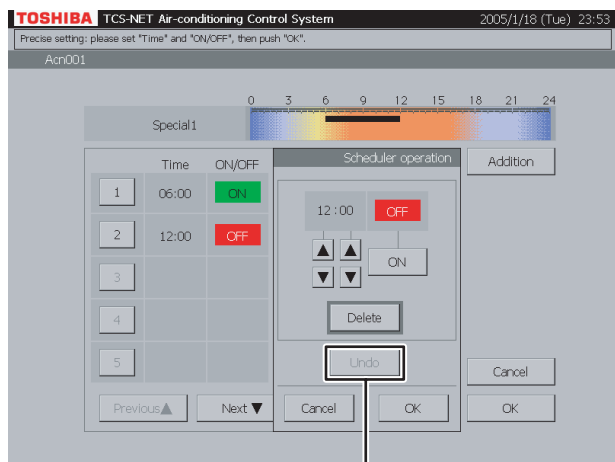 TOSHIBA TCS-NET Air-conditioning Control System 2005/1/18 (Tue) 23:53
Precise setting: please set "Time" and "ON/OFF", then push "OK".
Acn001
0 3 6 9 12 15 18 21 24
Special1
Time ON/OFF
Scheduler operation
Addition
1 06:00 ON
12:00 OFF
2 12:00 OFF
▲ ▲ ON
▼ ▼
3
4
Delete
5
Undo
Cancel
Previous▲ Next▼ Cancel OK OK